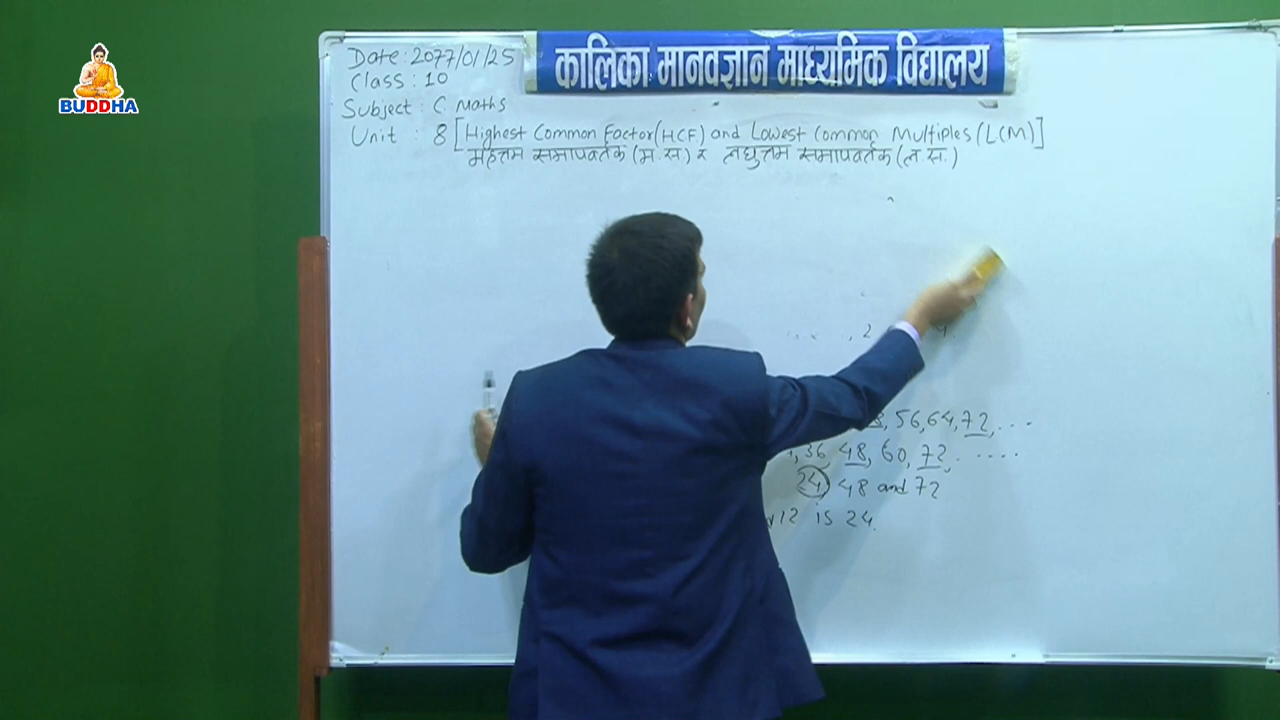 BUDDHA
कालिका मानवज्ञान माध्यमिक विद्यालय
Date: 2077/01/25
Class: 10
Subject: C. Maths
Unit : 8 [Highest Common Factor(HCF) and Lowest Common Multiples (LCM)]
महत्तम समापवर्तक (म.स.) र लघुत्तम समापवर्तक (ल.स.)
, 2
, 56, 64, 72, ...
, 36 48, 60, 72, .....
24, 48 and 72
12 is 24.